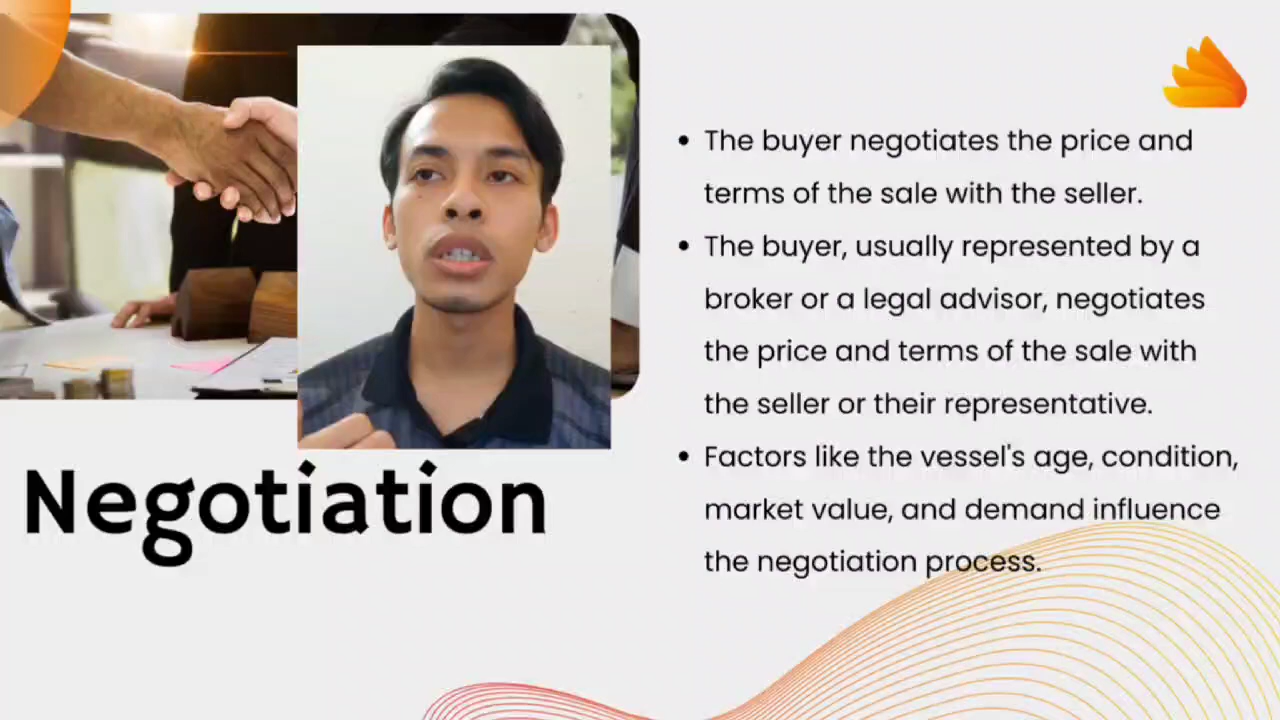 Negotiation
• The buyer negotiates the price and
terms of the sale with the seller.
• The buyer, usually represented by a
broker or a legal advisor, negotiates
the price and terms of the sale with
the seller or their representative.
• Factors like the vessel's age, condition,
market value, and demand influence
the negotiation process.